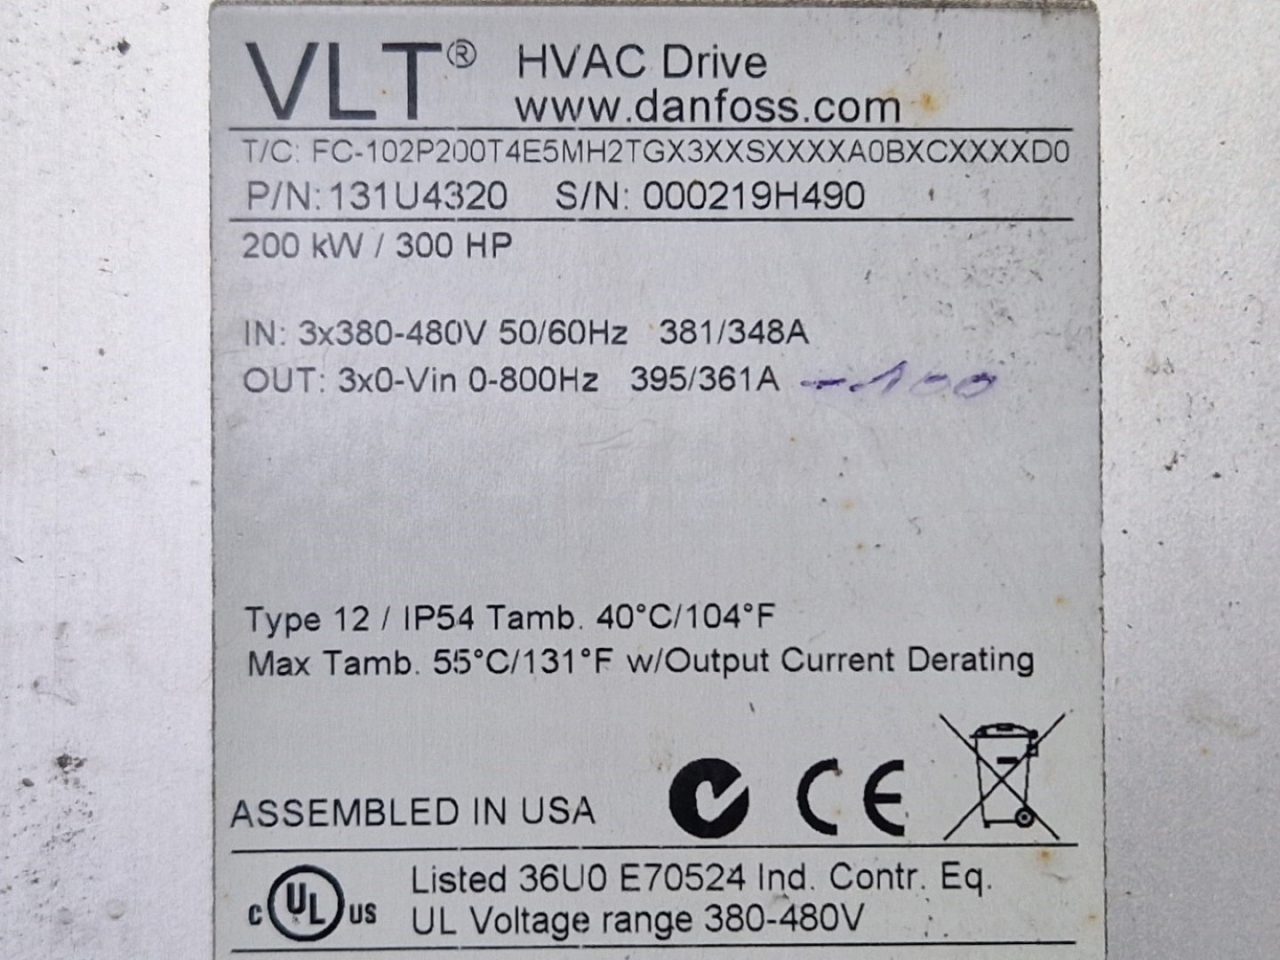 VLT® HVAC Drive
www.danfoss.com
T/C: FC-102P200T4E5MH2TGX3XXSXXXXA0BXCXXXXD0
P/N:131U4320 S/N: 000219H490
200 kW / 300 HP
IN: 3x380-480V 50/60Hz 381/348A
OUT: 3x0-Vin 0-800Hz 395/361A -100
Type 12 / IP54 Tamb. 40°C/104°F
Max Tamb. 55°C/131°F w/Output Current Derating
ASSEMBLED IN USA CE
c UL US Listed 36U0 E70524 Ind. Contr. Eq.
UL Voltage range 380-480V